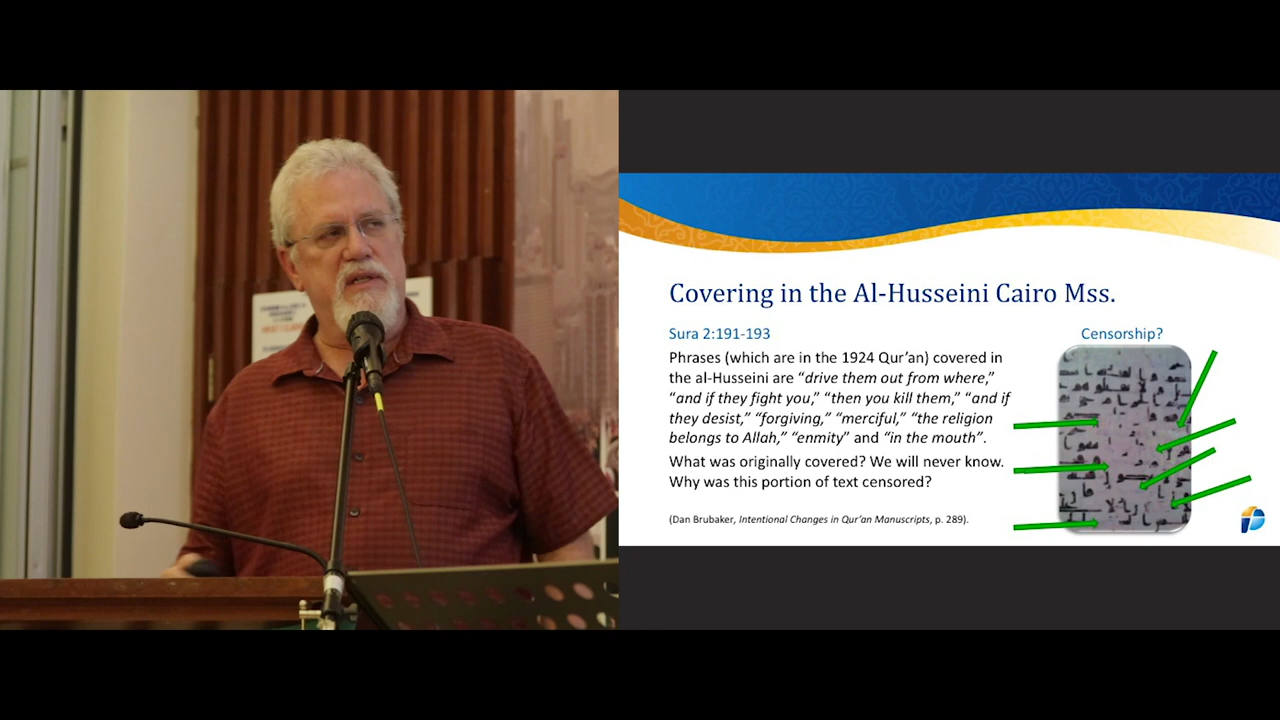 Covering in the Al-Husseini Cairo Mss.
Sura 2:191-193
Phrases (which are in the 1924 Qur’an) covered in
the al-Husseini are “drive them out from where,”
“and if they fight you,” “then you kill them,” “and if
they desist,” “forgiving,” “merciful,” “the religion
belongs to Allah,” “enmity” and “in the mouth”.
What was originally covered? We will never know.
Why was this portion of text censored?
(Dan Brubaker, Intentional Changes in Qur’an Manuscripts, p. 289).
Censorship?